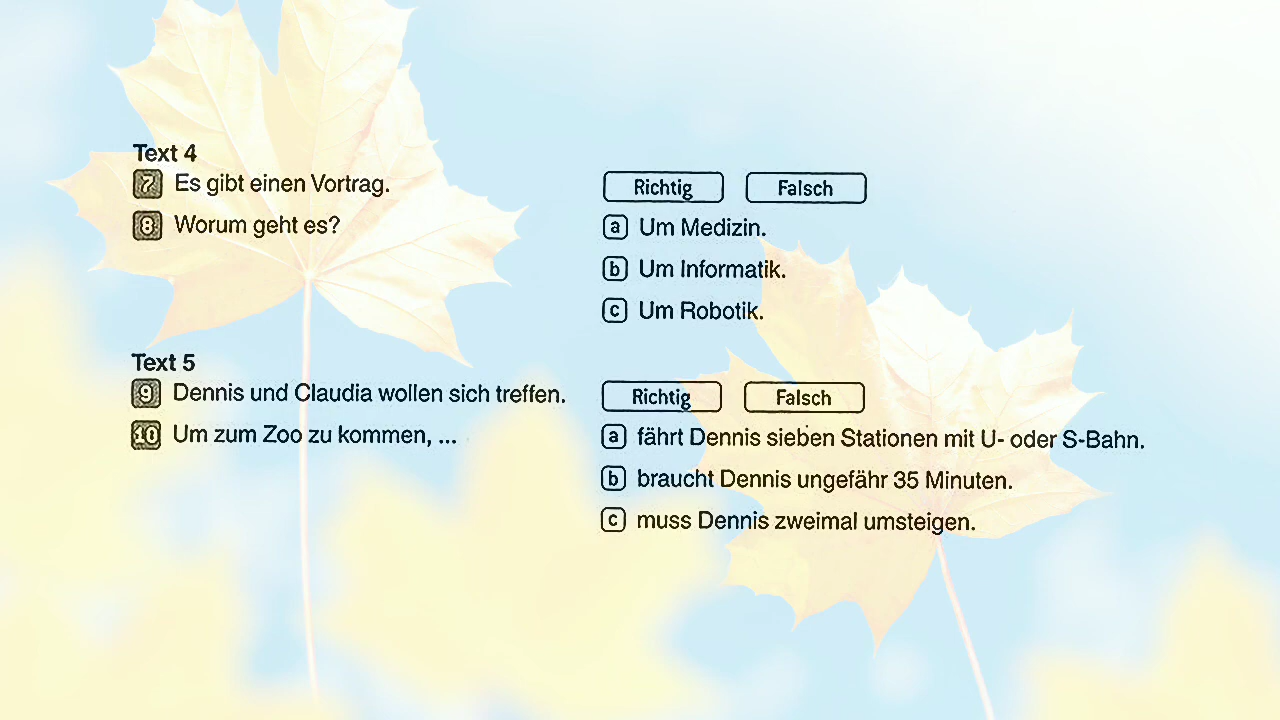 Text 4
7 Es gibt einen Vortrag. Richtig Falsch
8 Worum geht es? a Um Medizin.
b Um Informatik.
c Um Robotik.
Text 5
9 Dennis und Claudia wollen sich treffen. Richtig Falsch
10 Um zum Zoo zu kommen, ... a fährt Dennis sieben Stationen mit U- oder S-Bahn.
b braucht Dennis ungefähr 35 Minuten.
c muss Dennis zweimal umsteigen.